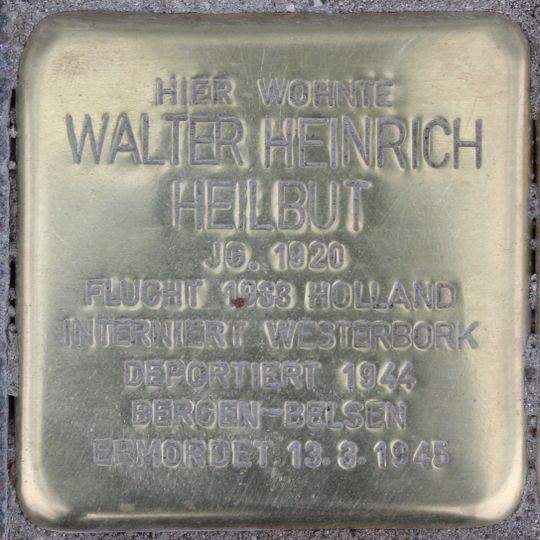 HIER WOHNTE
WALTER HEINRICH
HEILBUT
JG. 1920
FLUCHT 1933 HOLLAND
INTERNIERT WESTERBORK
DEPORTIERT 1944
BERGEN-BELSEN
ERMORDET 13.3.1945